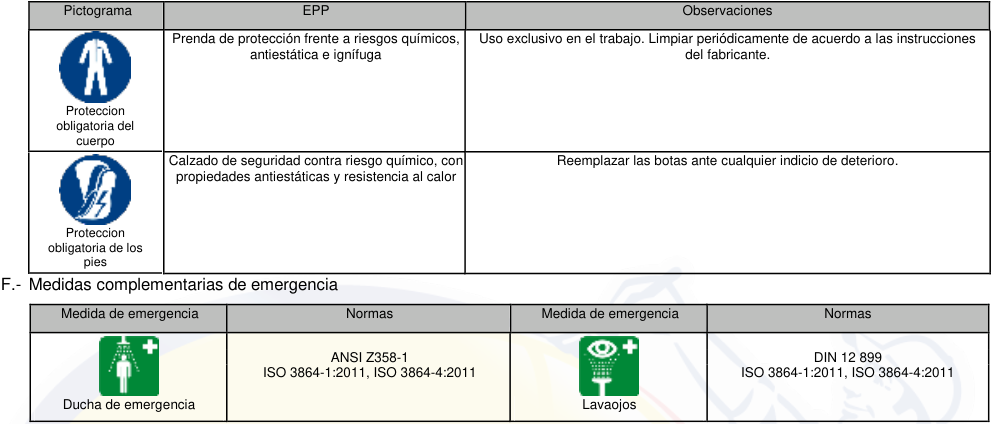 Pictograma EPP Observaciones
Prenda de protección frente a riesgos químicos, Uso exclusivo en el trabajo. Limpiar periódicamente de acuerdo a las instrucciones
antiestática e ignífuga del fabricante.
Proteccion
obligatoria del
cuerpo
Calzado de seguridad contra riesgo químico, con Reemplazar las botas ante cualquier indicio de deterioro.
propiedades antiestáticas y resistencia al calor
Proteccion
obligatoria de los
pies
F.- Medidas complementarias de emergencia
Medida de emergencia Normas Medida de emergencia Normas
ANSI Z358-1 DIN 12 899
ISO 3864-1:2011, ISO 3864-4:2011 ISO 3864-1:2011, ISO 3864-4:2011
Ducha de emergencia Lavaojos